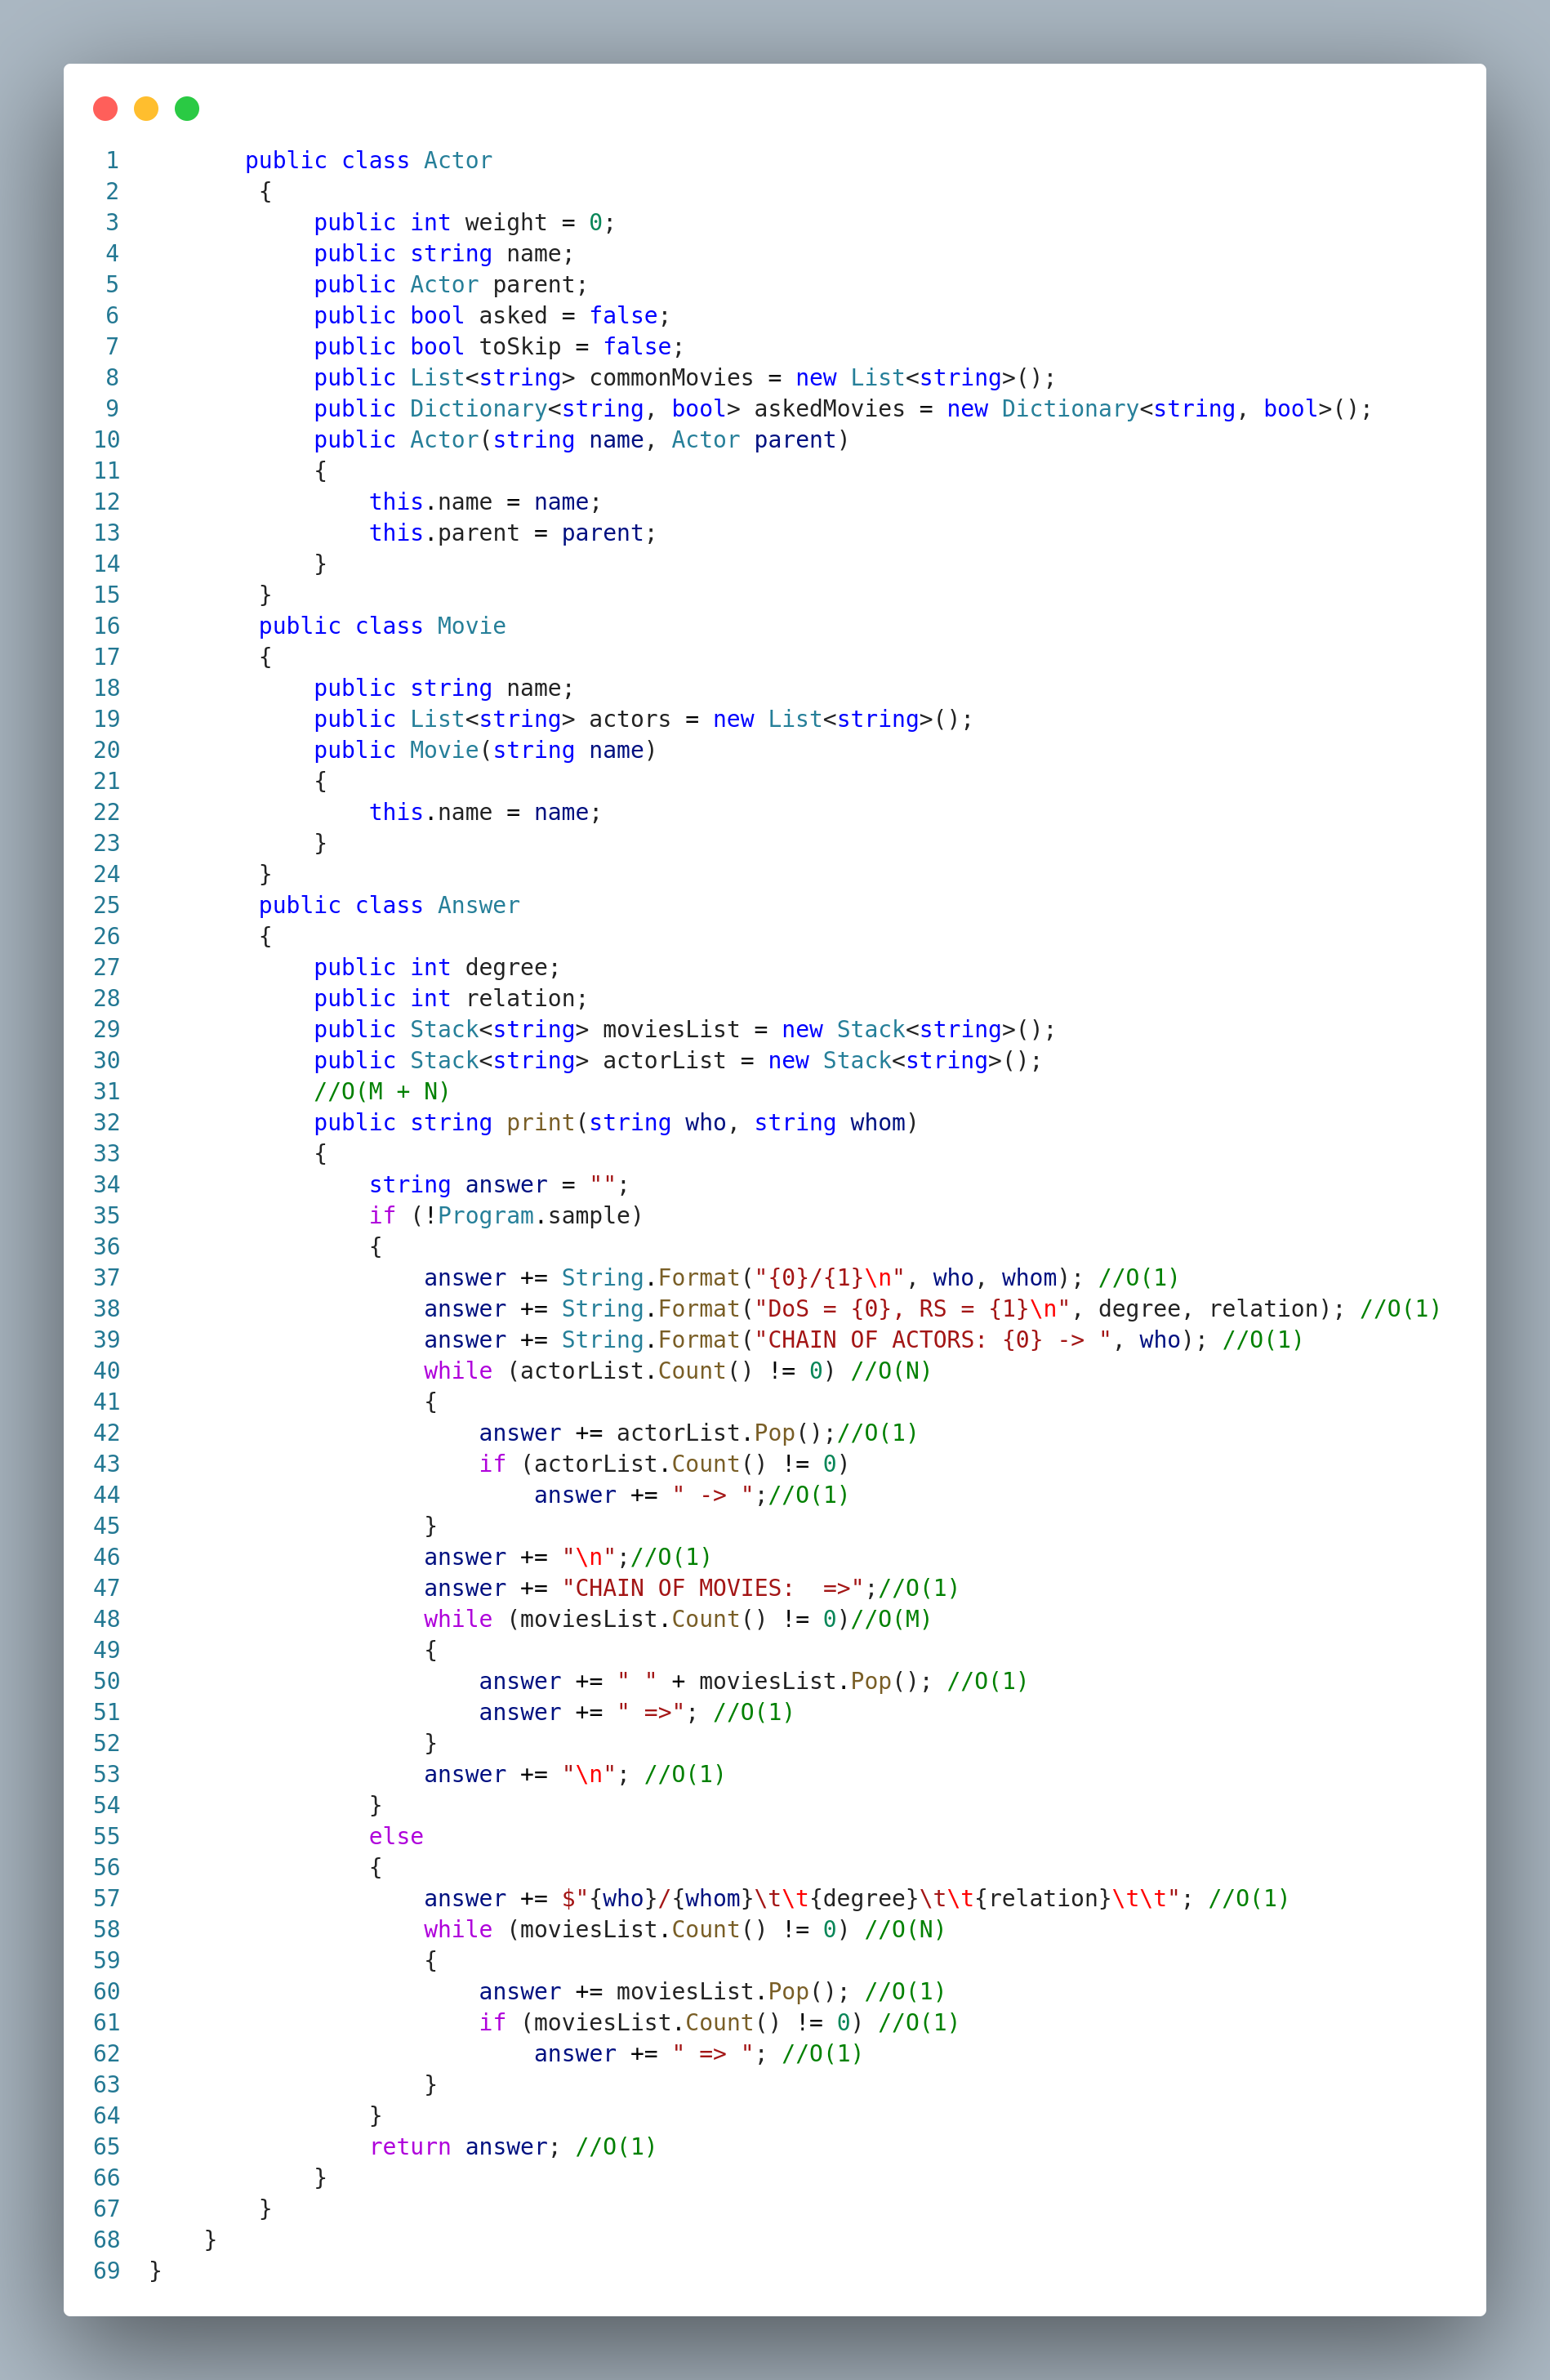 1         public class Actor
2          {
3              public int weight = 0;
4              public string name;
5              public Actor parent;
6              public bool asked = false;
7              public bool toSkip = false;
8              public List<string> commonMovies = new List<string>();
9              public Dictionary<string, bool> askedMovies = new Dictionary<string, bool>();
10              public Actor(string name, Actor parent)
11              {
12                  this.name = name;
13                  this.parent = parent;
14              }
15          }
16          public class Movie
17          {
18              public string name;
19              public List<string> actors = new List<string>();
20              public Movie(string name)
21              {
22                  this.name = name;
23              }
24          }
25          public class Answer
26          {
27              public int degree;
28              public int relation;
29              public Stack<string> moviesList = new Stack<string>();
30              public Stack<string> actorList = new Stack<string>();
31              //O(M + N)
32              public string print(string who, string whom)
33              {
34                  string answer = "";
35                  if (!Program.sample)
36                  {
37                      answer += String.Format("{0}/{1}\n", who, whom); //O(1)
38                      answer += String.Format("DoS = {0}, RS = {1}\n", degree, relation); //O(1)
39                      answer += String.Format("CHAIN OF ACTORS: {0} -> ", who); //O(1)
40                      while (actorList.Count() != 0) //O(N)
41                      {
42                          answer += actorList.Pop();//O(1)
43                          if (actorList.Count() != 0)
44                              answer += " -> ";//O(1)
45                      }
46                      answer += "\n";//O(1)
47                      answer += "CHAIN OF MOVIES:  =>";//O(1)
48                      while (moviesList.Count() != 0)//O(M)
49                      {
50                          answer += " " + moviesList.Pop(); //O(1)
51                          answer += " =>"; //O(1)
52                      }
53                      answer += "\n"; //O(1)
54                  }
55                  else
56                  {
57                      answer += $"{who}/{whom}\t\t{degree}\t\t{relation}\t\t"; //O(1)
58                      while (moviesList.Count() != 0) //O(N)
59                      {
60                          answer += moviesList.Pop(); //O(1)
61                          if (moviesList.Count() != 0) //O(1)
62                              answer += " => "; //O(1)
63                      }
64                  }
65                  return answer; //O(1)
66              }
67          }
68      }
69  }